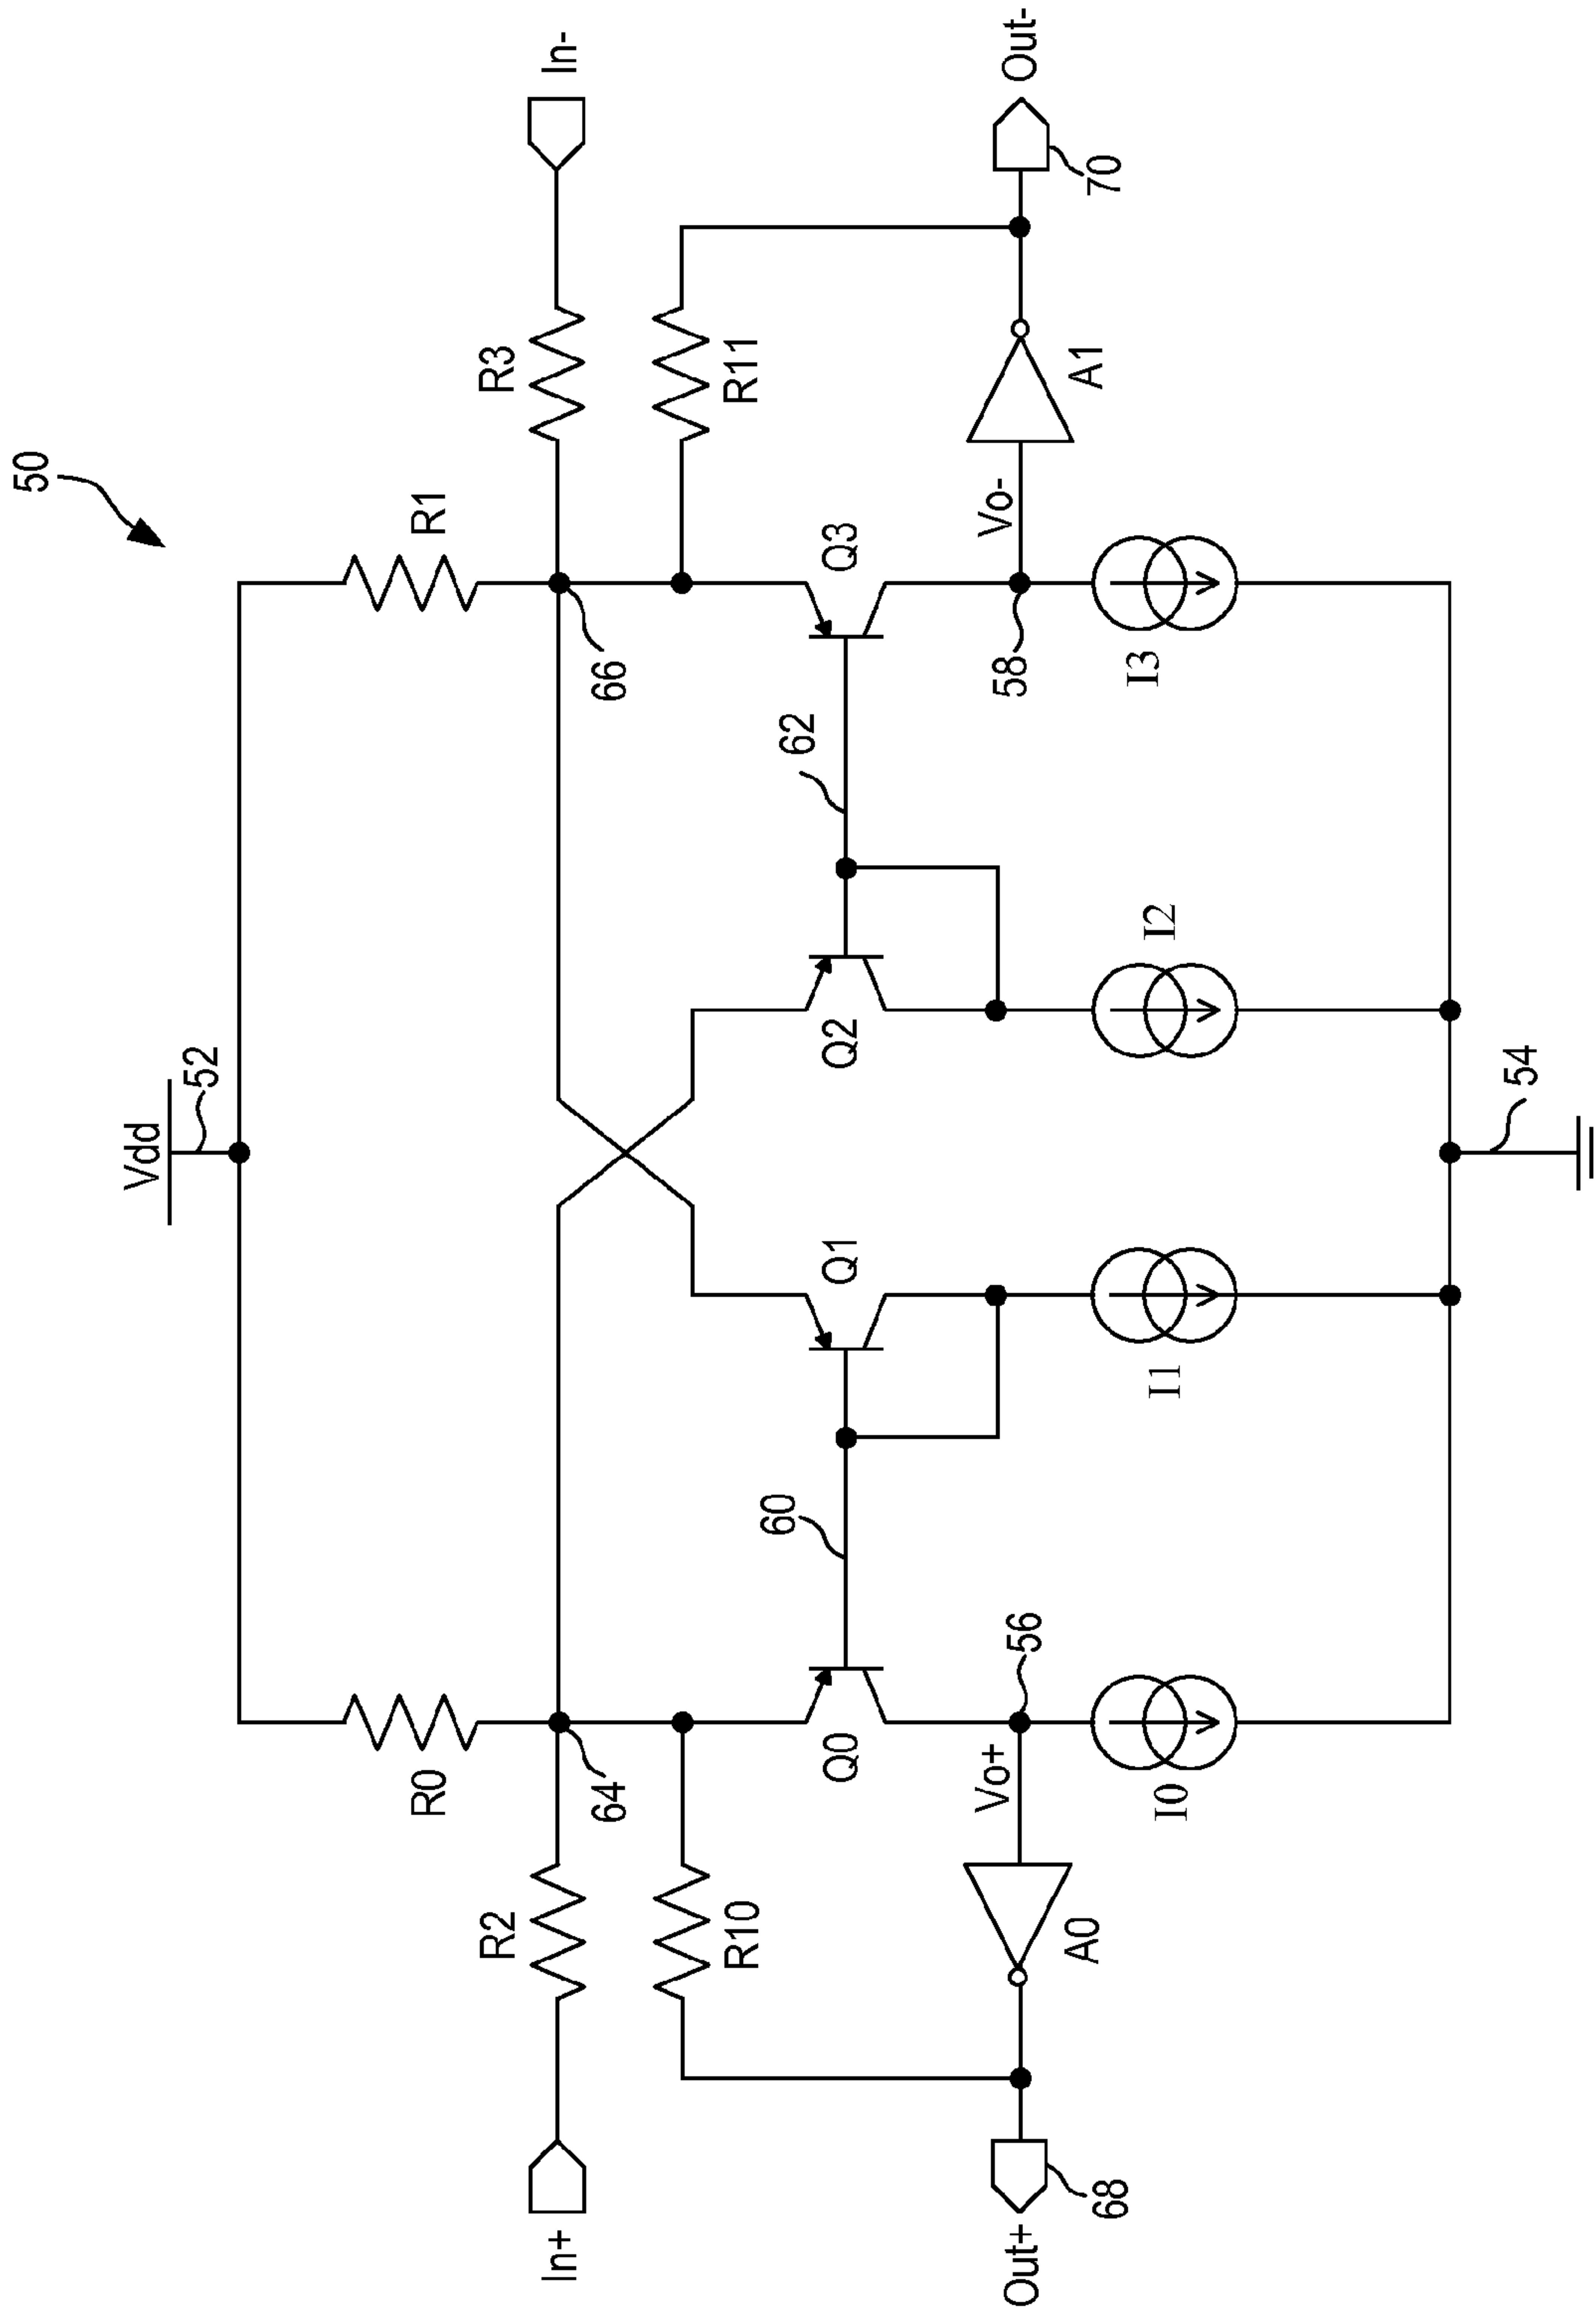 50
Vdd
52
R0
R1
In+
R2
64
66
R3
In-
R10
R11
Q0
60
Q1
Q2
62
Q3
Out+
68
Vo+
56
A0
58
Vo-
A1
70
Out-
I0
I1
I2
I3
54